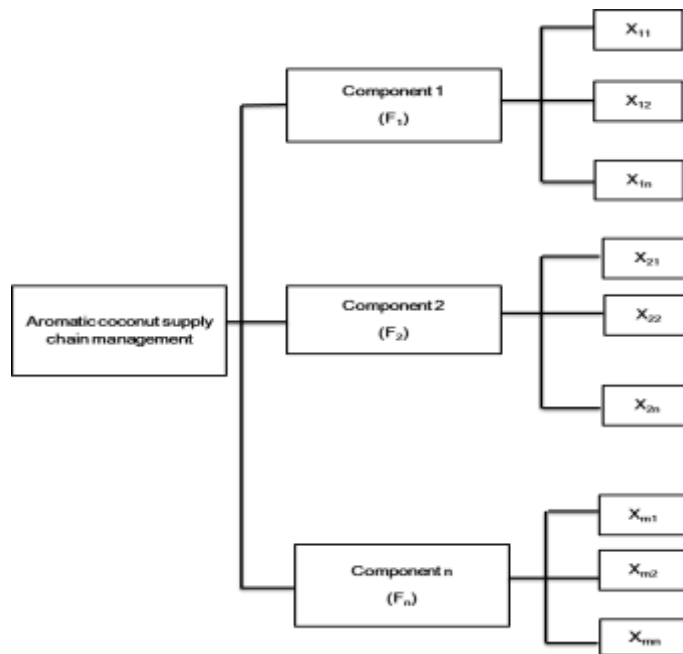 X₁₁
Component 1
(F₁)
X₁₂
X₁ₙ
X₂₁
Aromatic coconut supply
chain management
Component 2
(F₂)
X₂₂
X₂ₙ
Xₘ₁
Component n
(Fₙ)
Xₘ₂
Xₘₙ